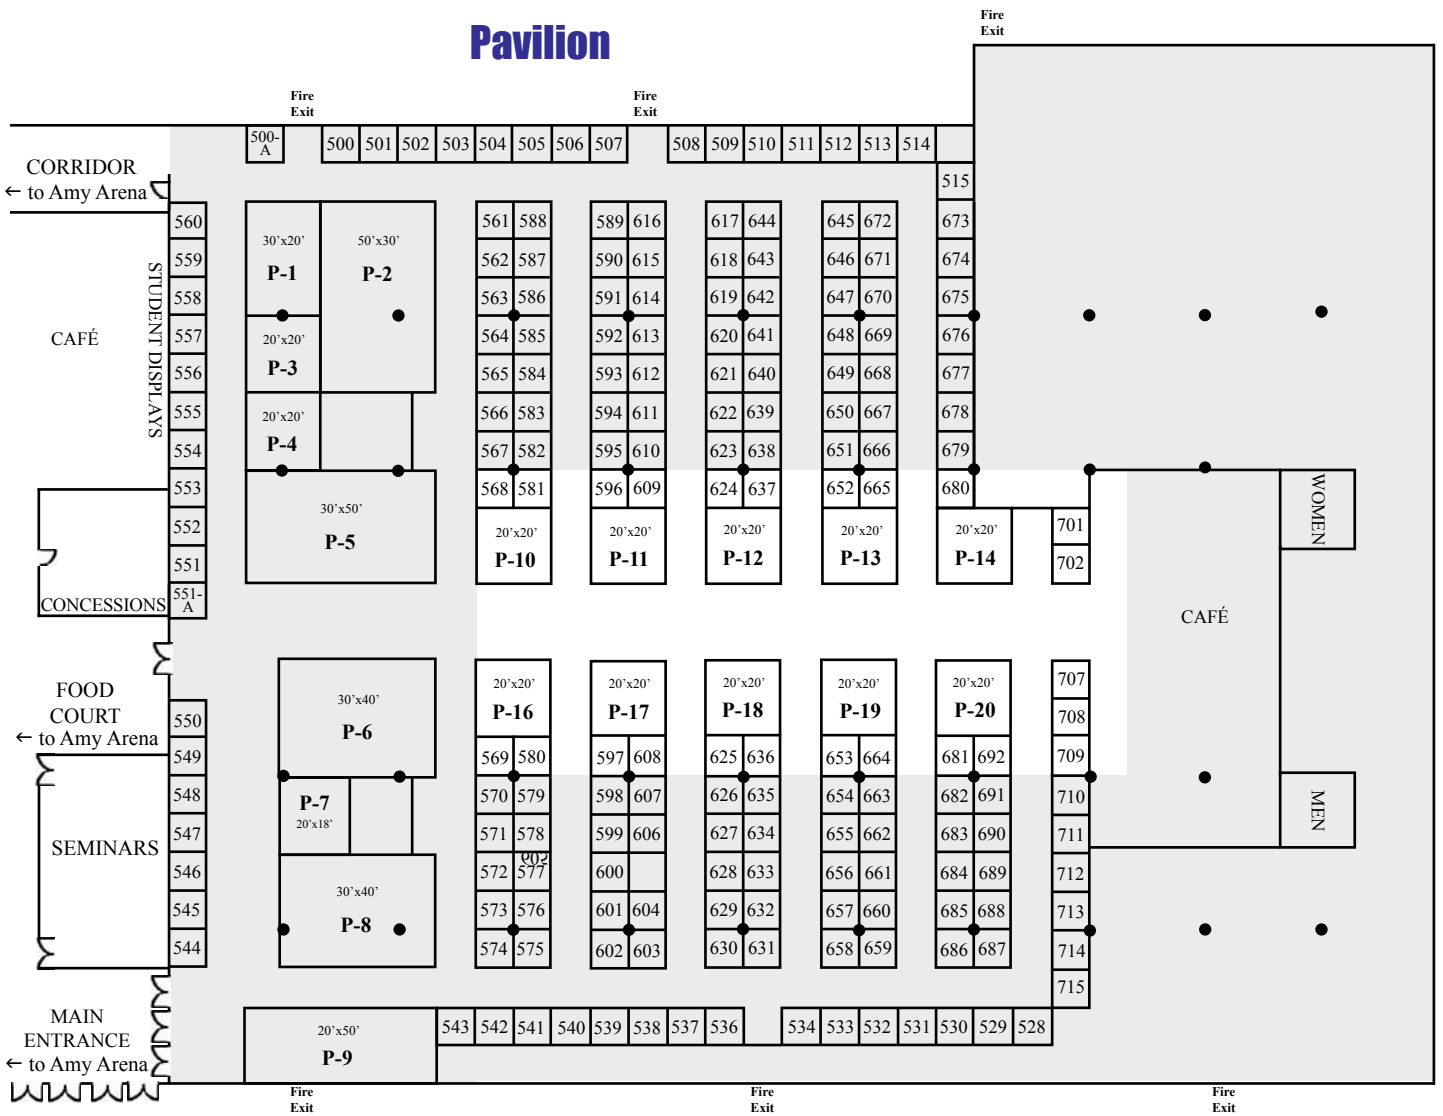 Pavilion
Fire
Exit
Fire
Exit
Fire
Exit
500-
A
500 501 502 503 504 505 506 507 508 509 510 511 512 513 514
515
CORRIDOR
← to Amy Arena
560 561 588 589 616 617 644 645 672 673
559 562 587 590 615 618 643 646 671 674
558 563 586 591 614 619 642 647 670 675
557 564 585 592 613 620 641 648 669 676
556 565 584 593 612 621 640 649 668 677
555 566 583 594 611 622 639 650 667 678
554 567 582 595 610 623 638 651 666 679
553 568 581 596 609 624 637 652 665 680
552
551
551-
A
STUDENT DISPLAYS
CAFÉ
CONCESSIONS
30’x20’
P-1
50’x30’
P-2
20’x20’
P-3
20’x20’
P-4
30’x50’
P-5
20’x20’
P-10
20’x20’
P-11
20’x20’
P-12
20’x20’
P-13
20’x20’
P-14
701
702
WOMEN
CAFÉ
MEN
FOOD
COURT
← to Amy Arena
30’x40’
P-6
P-7
20’x18’
30’x40’
P-8
20’x20’
P-16
20’x20’
P-17
20’x20’
P-18
20’x20’
P-19
20’x20’
P-20
707
708
550
549 569 580 597 608 625 636 653 664 681 692 709
548 570 579 598 607 626 635 654 663 682 691 710
547 571 578 599 606 627 634 655 662 683 690 711
605
546 572 577 600 628 633 656 661 684 689 712
545 573 576 601 604 629 632 657 660 685 688 713
544 574 575 602 603 630 631 658 659 686 687 714
715
SEMINARS
MAIN
ENTRANCE
← to Amy Arena
20’x50’
P-9
543 542 541 540 539 538 537 536 534 533 532 531 530 529 528
Fire
Exit
Fire
Exit
Fire
Exit